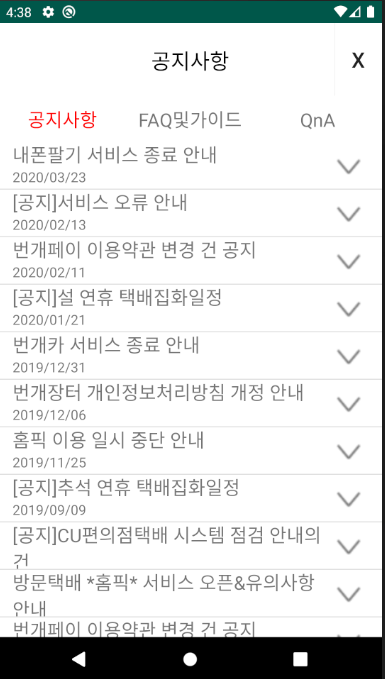 4:38
공지사항
X
공지사항
FAQ및가이드
QnA
내폰팔기 서비스 종료 안내
2020/03/23
[공지]서비스 오류 안내
2020/02/13
번개페이 이용약관 변경 건 공지
2020/02/11
[공지]설 연휴 택배집화일정
2020/01/21
번개카 서비스 종료 안내
2019/12/31
번개장터 개인정보처리방침 개정 안내
2019/12/06
홈픽 이용 일시 중단 안내
2019/11/25
[공지]추석 연휴 택배집화일정
2019/09/09
[공지]CU편의점택배 시스템 점검 안내의
건
방문택배 *홈픽* 서비스 오픈&유의사항
안내
번개페이 이용약관 변경 건 공지